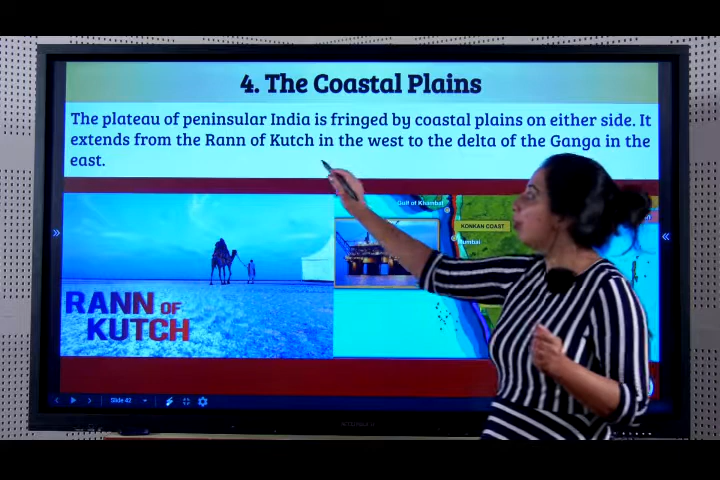 4. The Coastal Plains
The plateau of peninsular India is fringed by coastal plains on either side. It
extends from the Rann of Kutch in the west to the delta of the Ganga in the
east.
Gulf of Khambat
KONKAN COAST
Mumbai
RANN OF
KUTCH
Slide 42